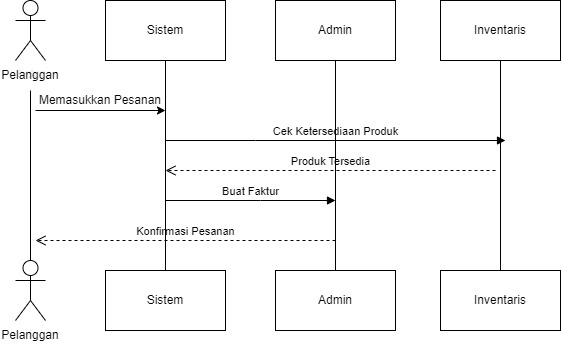 Sistem
Admin
Inventaris
Pelanggan
Memasukkan Pesanan
Cek Ketersediaan Produk
Produk Tersedia
Buat Faktur
Konfirmasi Pesanan
Sistem
Admin
Inventaris
Pelanggan